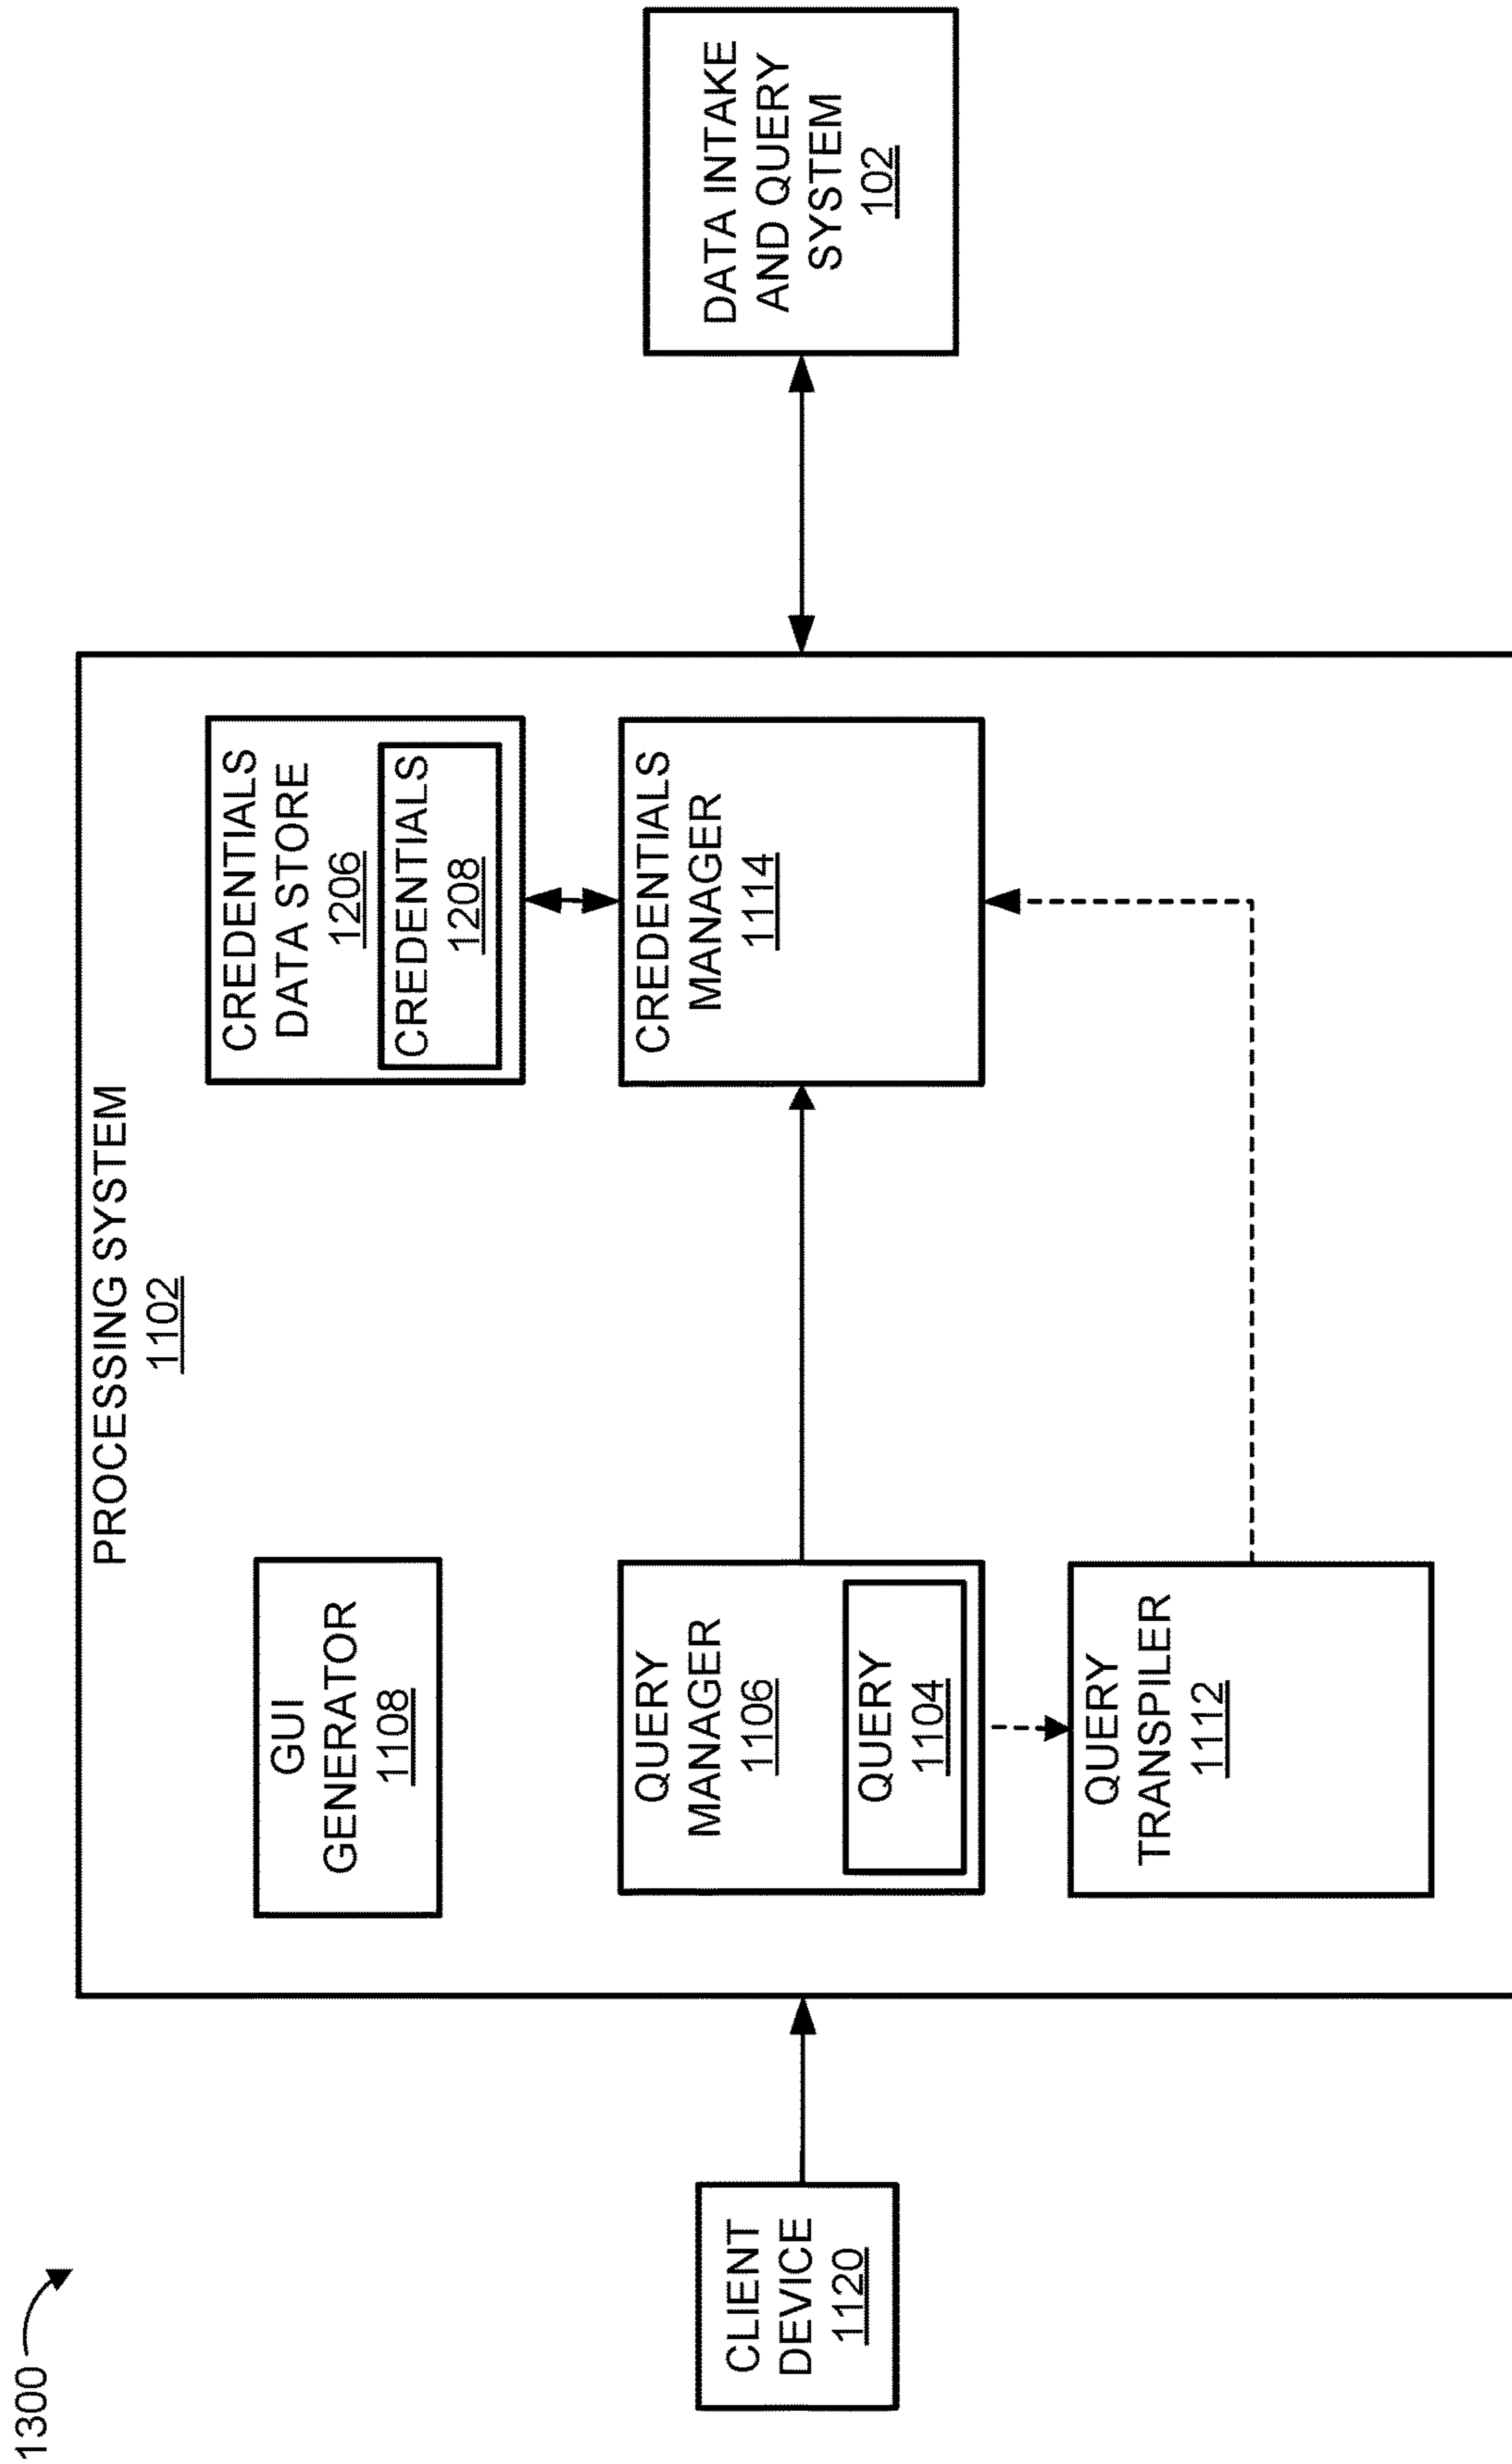 1300
PROCESSING SYSTEM
1102
GUI
GENERATOR
1108
CREDENTIALS
DATA STORE
1206
CREDENTIALS
1208
CLIENT
DEVICE
1120
QUERY
MANAGER
1106
QUERY
1104
CREDENTIALS
MANAGER
1114
DATA INTAKE
AND QUERY
SYSTEM
102
QUERY
TRANSPILER
1112